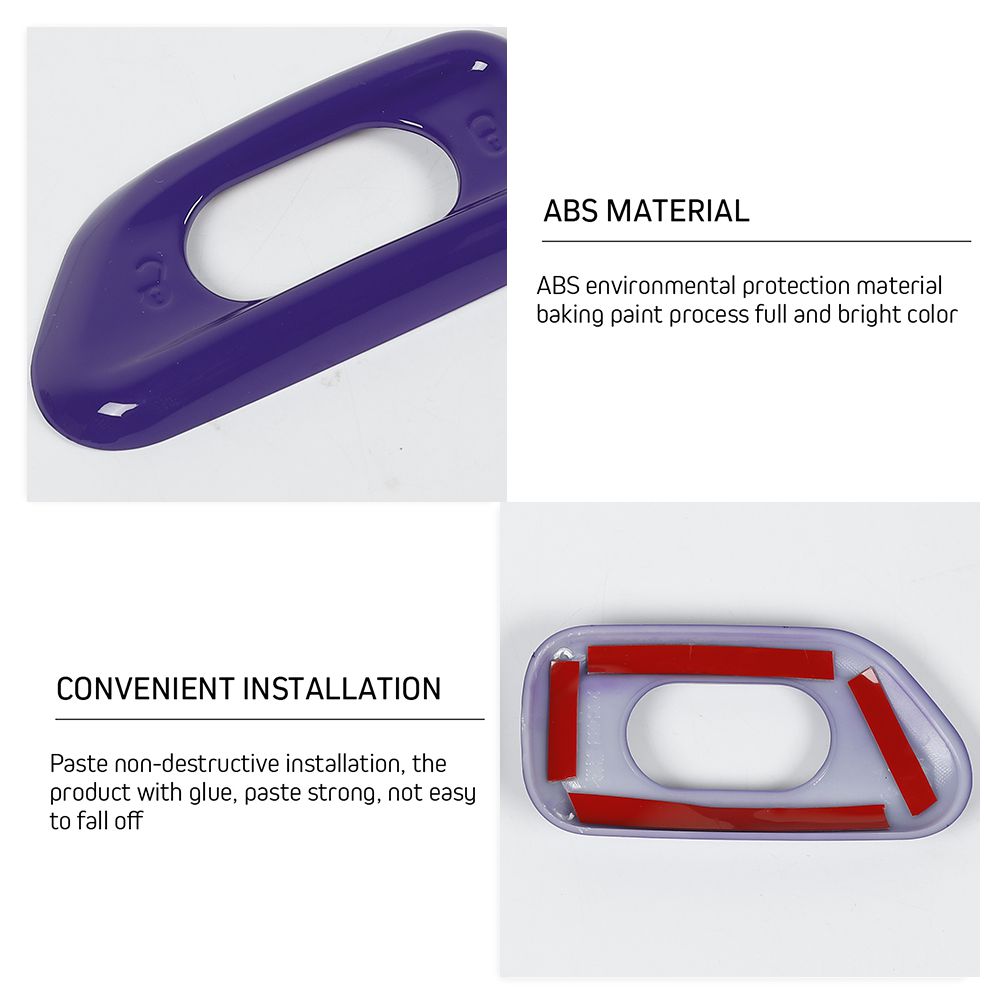 ABS MATERIAL
ABS environmental protection material
baking paint process full and bright color
CONVENIENT INSTALLATION
Paste non-destructive installation, the
product with glue, paste strong, not easy
to fall off